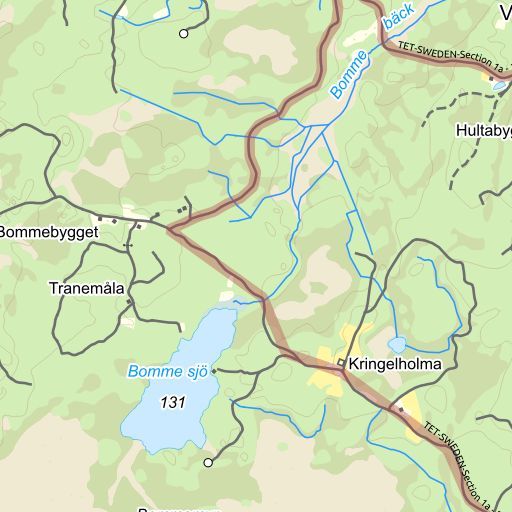 V
Bomme bäck
TET-SWEDEN-Section 1a -
Hultabyg
Bommebygget
Tranemåla
Bomme sjö
131
Kringelholma
TET-SWEDEN-Section 1a